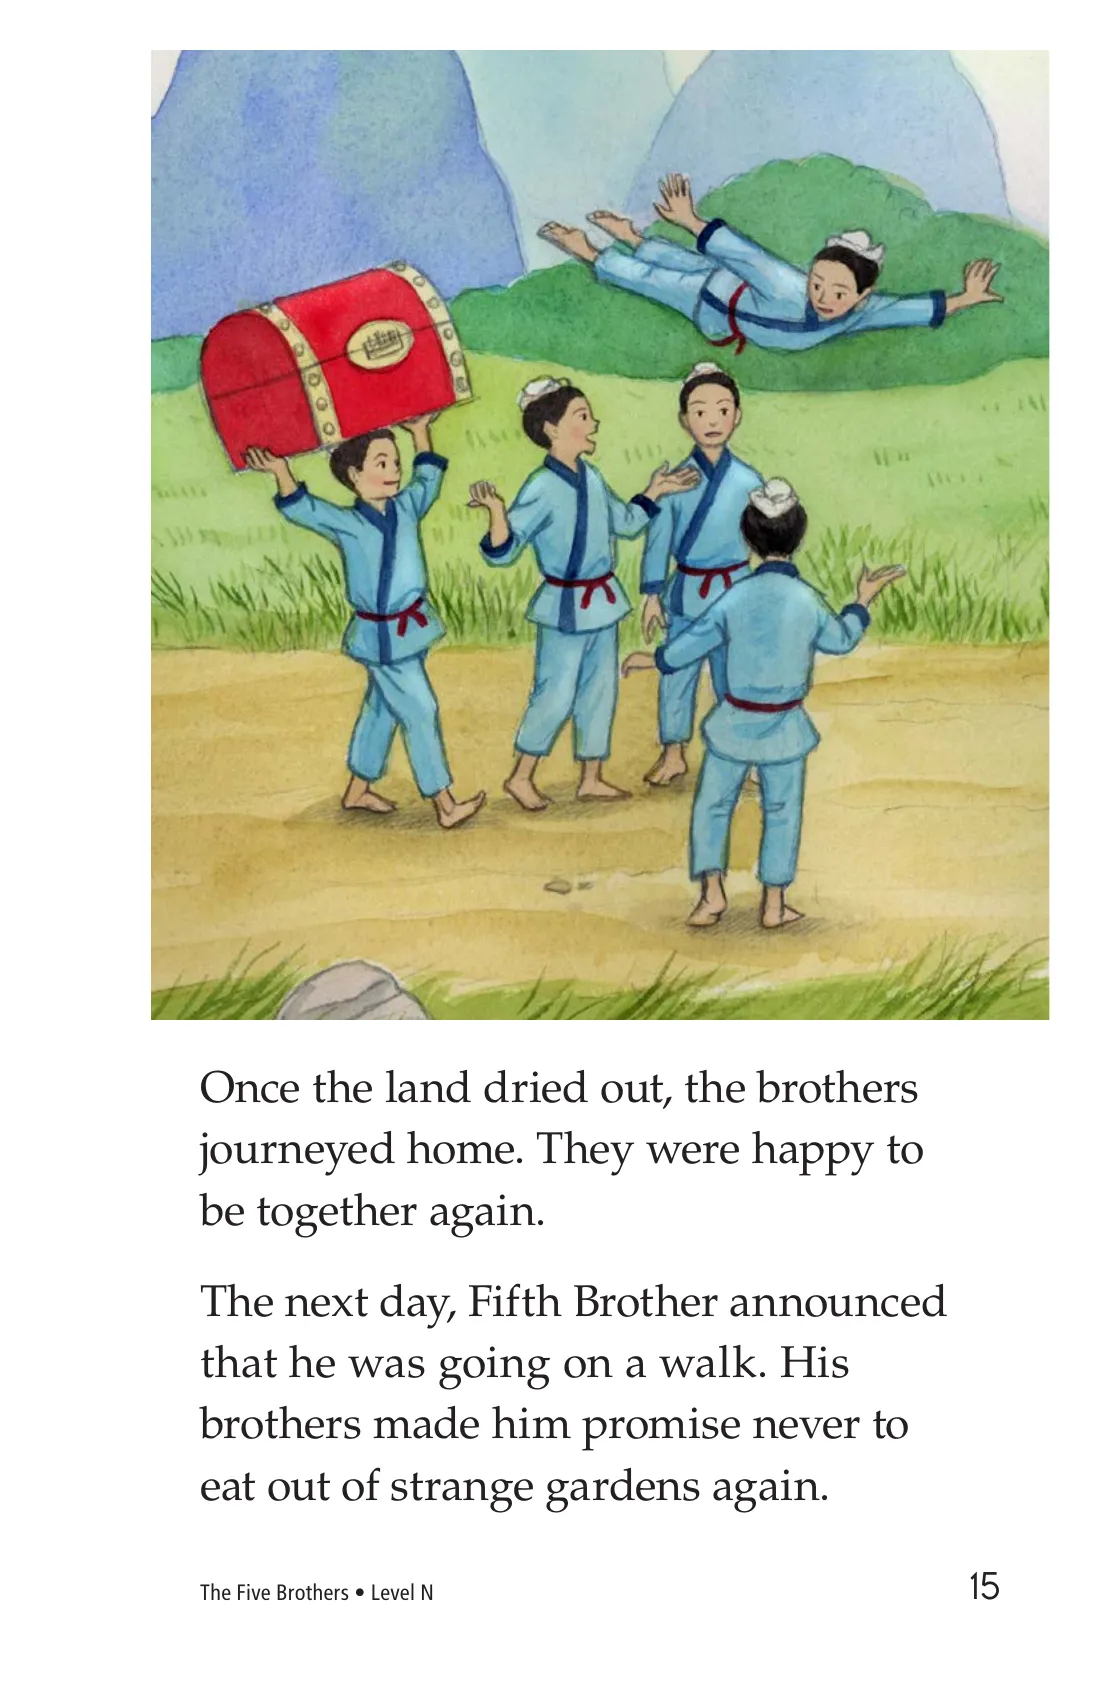 Once the land dried out, the brothers
journeyed home. They were happy to
be together again.
The next day, Fifth Brother announced
that he was going on a walk. His
brothers made him promise never to
eat out of strange gardens again.
The Five Brothers • Level N
15